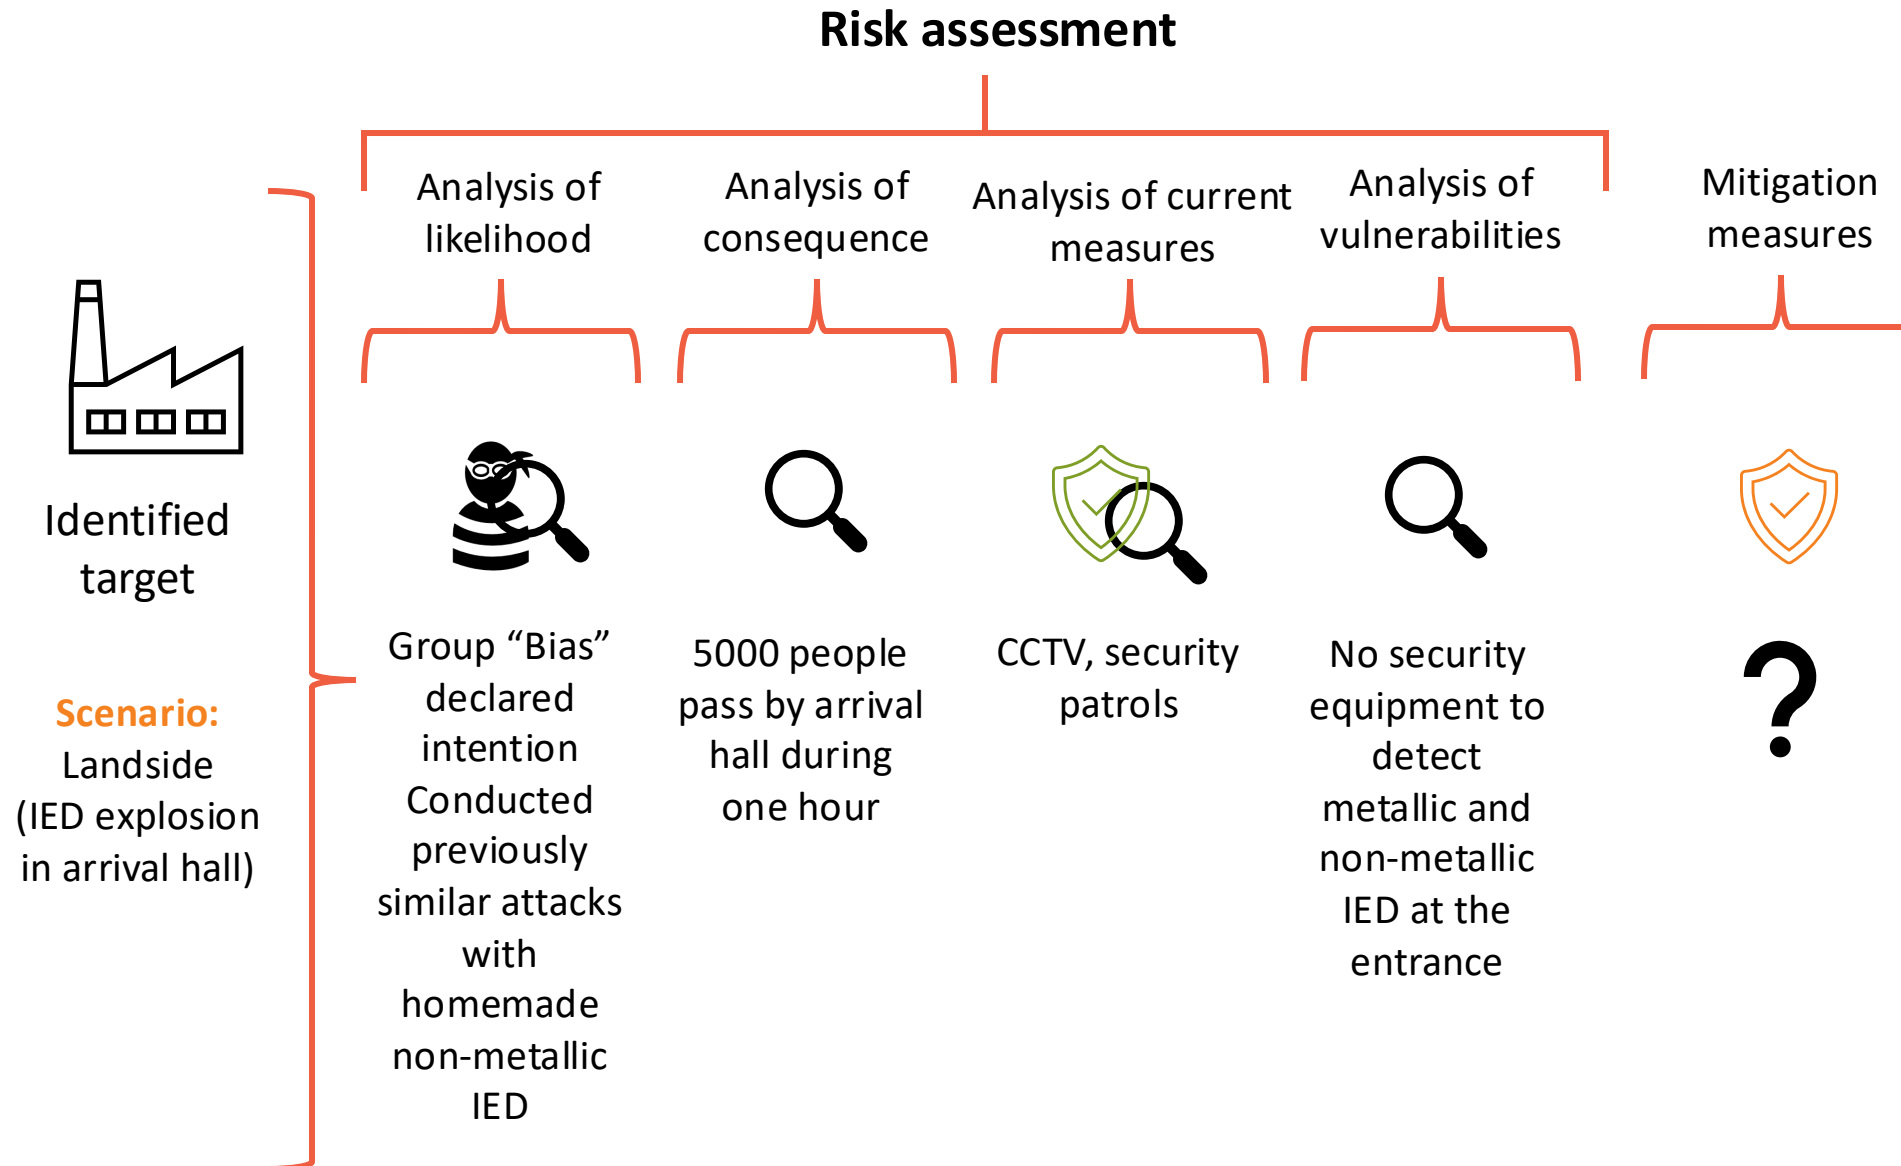 Risk assessment
Analysis of
likelihood
Analysis of
consequence
Analysis of current
measures
Analysis of
vulnerabilities
Mitigation
measures
Identified
target
Scenario:
Landside
(IED explosion
in arrival hall)
Group “Bias”
declared
intention
Conducted
previously
similar attacks
with
homemade
non-metallic
IED
5000 people
pass by arrival
hall during
one hour
CCTV, security
patrols
No security
equipment to
detect
metallic and
non-metallic
IED at the
entrance
?